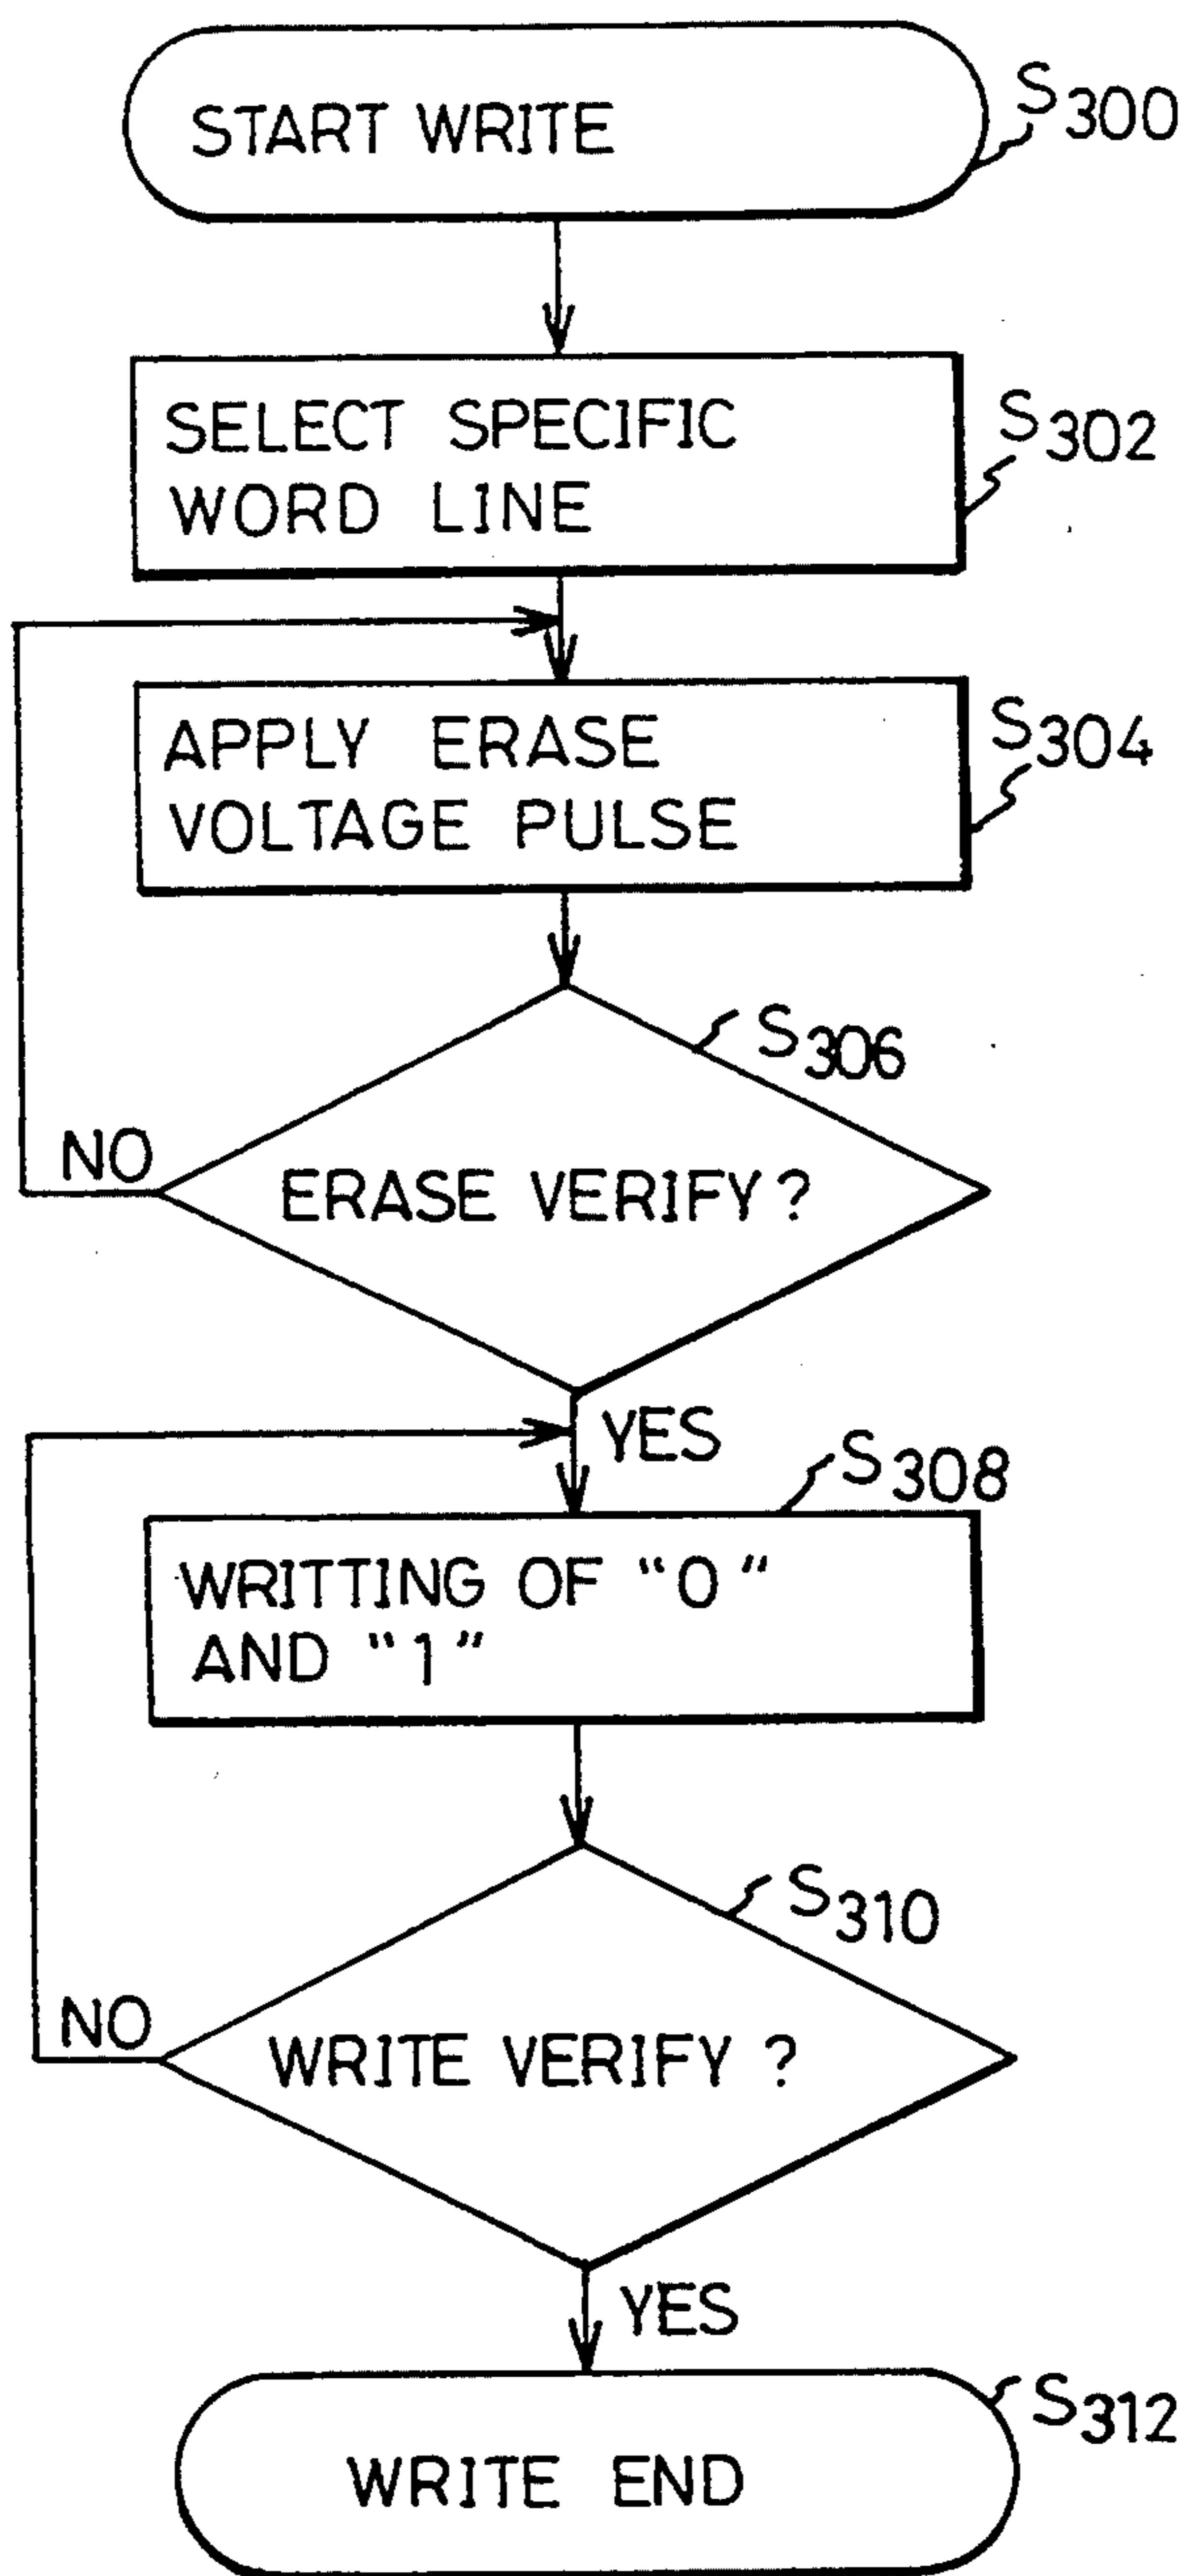 START WRITE
S300
SELECT SPECIFIC
WORD LINE
S302
APPLY ERASE
VOLTAGE PULSE
S304
S306
NO
ERASE VERIFY?
YES
S308
WRITTING OF "0"
AND "1"
S310
NO
WRITE VERIFY?
YES
S312
WRITE END